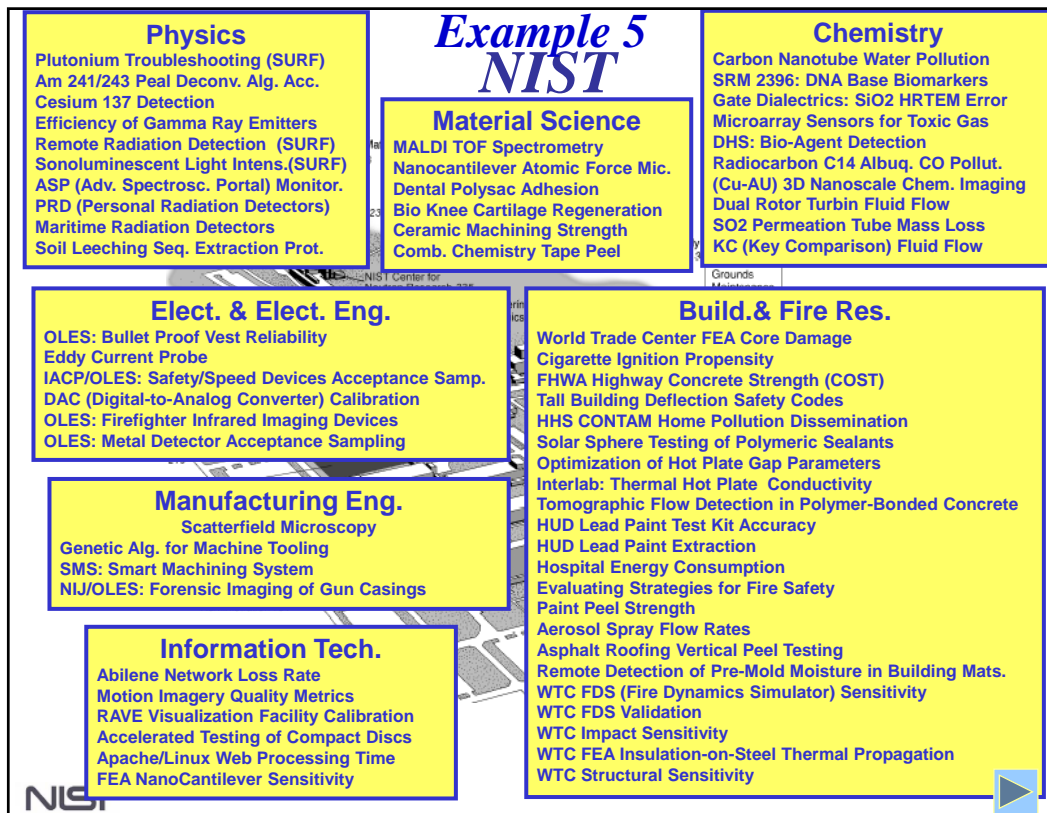 Example 5
NIST
Physics
Plutonium Troubleshooting (SURF)
Am 241/243 Peal Deconv. Alg. Acc.
Cesium 137 Detection
Efficiency of Gamma Ray Emitters
Remote Radiation Detection (SURF)
Sonoluminescent Light Intens.(SURF)
ASP (Adv. Spectrosc. Portal) Monitor.
PRD (Personal Radiation Detectors)
Maritime Radiation Detectors
Soil Leeching Seq. Extraction Prot.
Material Science
MALDI TOF Spectrometry
Nanocantilever Atomic Force Mic.
Dental Polysac Adhesion
Bio Knee Cartilage Regeneration
Ceramic Machining Strength
Comb. Chemistry Tape Peel
Chemistry
Carbon Nanotube Water Pollution
SRM 2396: DNA Base Biomarkers
Gate Dialectrics: SiO2 HRTEM Error
Microarray Sensors for Toxic Gas
DHS: Bio-Agent Detection
Radiocarbon C14 Albuq. CO Pollut.
(Cu-AU) 3D Nanoscale Chem. Imaging
Dual Rotor Turbin Fluid Flow
SO2 Permeation Tube Mass Loss
KC (Key Comparison) Fluid Flow
NIST Center for
Grounds
Elect. & Elect. Eng.
OLES: Bullet Proof Vest Reliability
Eddy Current Probe
IACP/OLES: Safety/Speed Devices Acceptance Samp.
DAC (Digital-to-Analog Converter) Calibration
OLES: Firefighter Infrared Imaging Devices
OLES: Metal Detector Acceptance Sampling
Manufacturing Eng.
Scatterfield Microscopy
Genetic Alg. for Machine Tooling
SMS: Smart Machining System
NIJ/OLES: Forensic Imaging of Gun Casings
Information Tech.
Abilene Network Loss Rate
Motion Imagery Quality Metrics
RAVE Visualization Facility Calibration
Accelerated Testing of Compact Discs
Apache/Linux Web Processing Time
FEA NanoCantilever Sensitivity
Build.& Fire Res.
World Trade Center FEA Core Damage
Cigarette Ignition Propensity
FHWA Highway Concrete Strength (COST)
Tall Building Deflection Safety Codes
HHS CONTAM Home Pollution Dissemination
Solar Sphere Testing of Polymeric Sealants
Optimization of Hot Plate Gap Parameters
Interlab: Thermal Hot Plate Conductivity
Tomographic Flow Detection in Polymer-Bonded Concrete
HUD Lead Paint Test Kit Accuracy
HUD Lead Paint Extraction
Hospital Energy Consumption
Evaluating Strategies for Fire Safety
Paint Peel Strength
Aerosol Spray Flow Rates
Asphalt Roofing Vertical Peel Testing
Remote Detection of Pre-Mold Moisture in Building Mats.
WTC FDS (Fire Dynamics Simulator) Sensitivity
WTC FDS Validation
WTC Impact Sensitivity
WTC FEA Insulation-on-Steel Thermal Propagation
WTC Structural Sensitivity
NIST